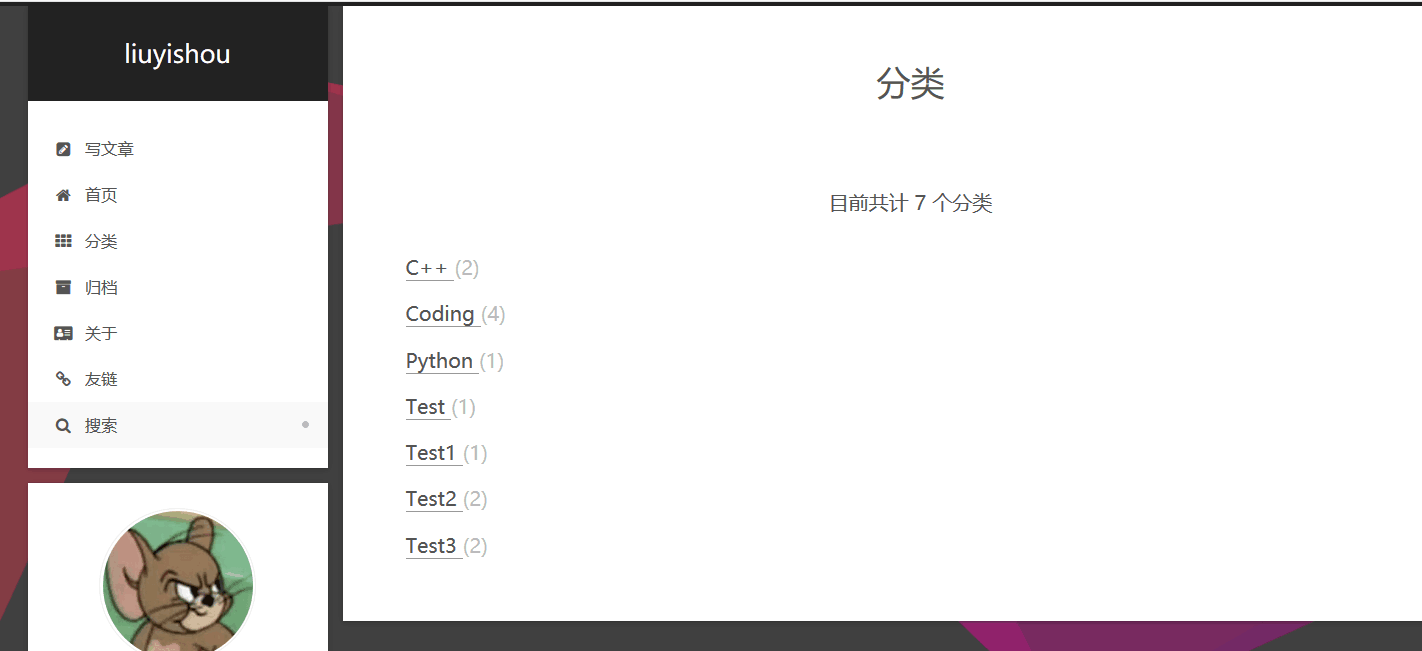 liuyishou
写文章
首页
分类
归档
关于
友链
搜索
分类
目前共计 7 个分类
C++ (2)
Coding (4)
Python (1)
Test (1)
Test1 (1)
Test2 (2)
Test3 (2)